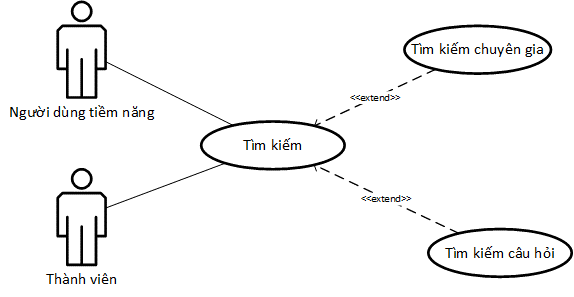 Tìm kiếm chuyên gia
<<extend>>
Người dùng tiềm năng
Tìm kiếm
<<extend>>
Tìm kiếm câu hỏi
Thành viên